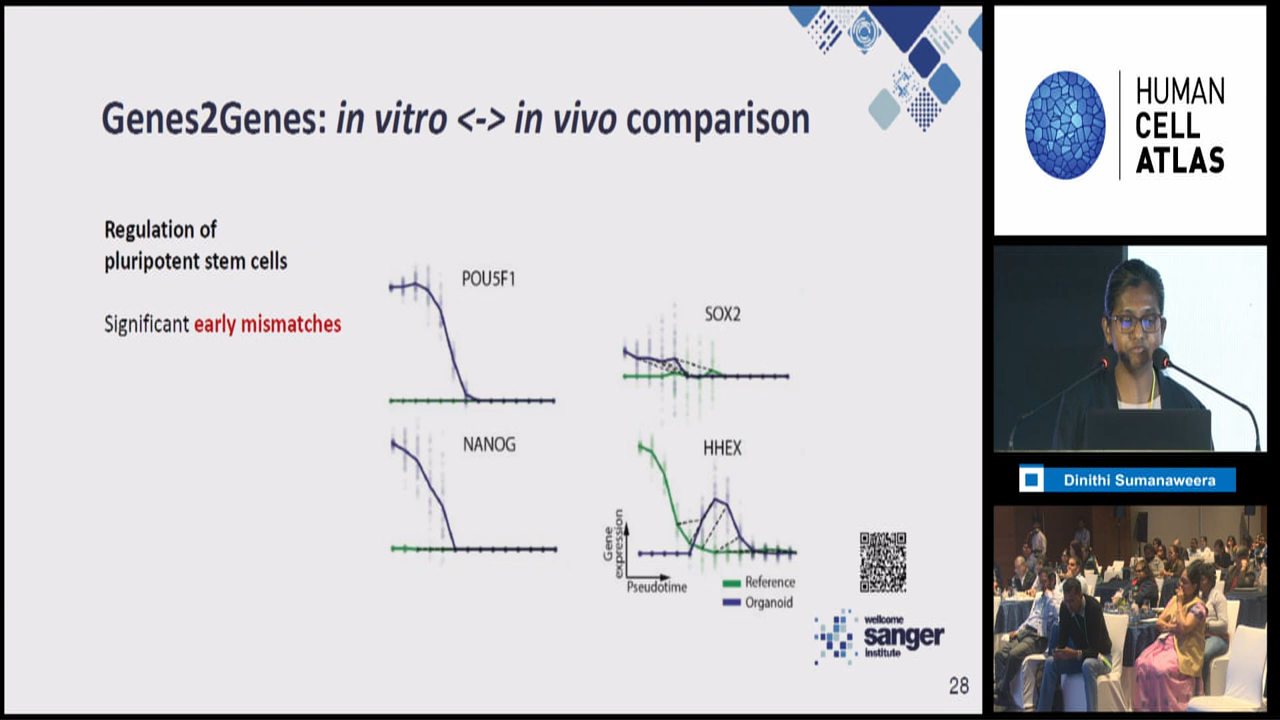 Genes2Genes: in vitro <-> in vivo comparison
Regulation of
pluripotent stem cells
Significant early mismatches
POU5F1
SOX2
NANOG
HHEX
Gene
expression
Pseudotime
Reference
Organoid
wellcome
sanger
institute
28
HUMAN
CELL
ATLAS
Dinithi Sumanaweera